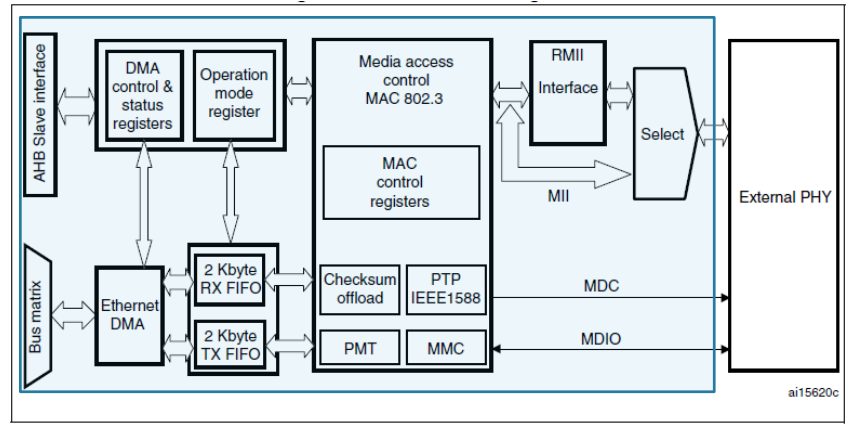 AHB Slave interface
DMA
control &
status
registers
Operation
mode
register
Media access
control
MAC 802.3
RMII
Interface
Select
MAC
control
registers
MII
External PHY
Bus matrix
Ethernet
DMA
2 Kbyte
RX FIFO
2 Kbyte
TX FIFO
Checksum
offload
PTP
IEEE1588
PMT
MMC
MDC
MDIO
ai15620c